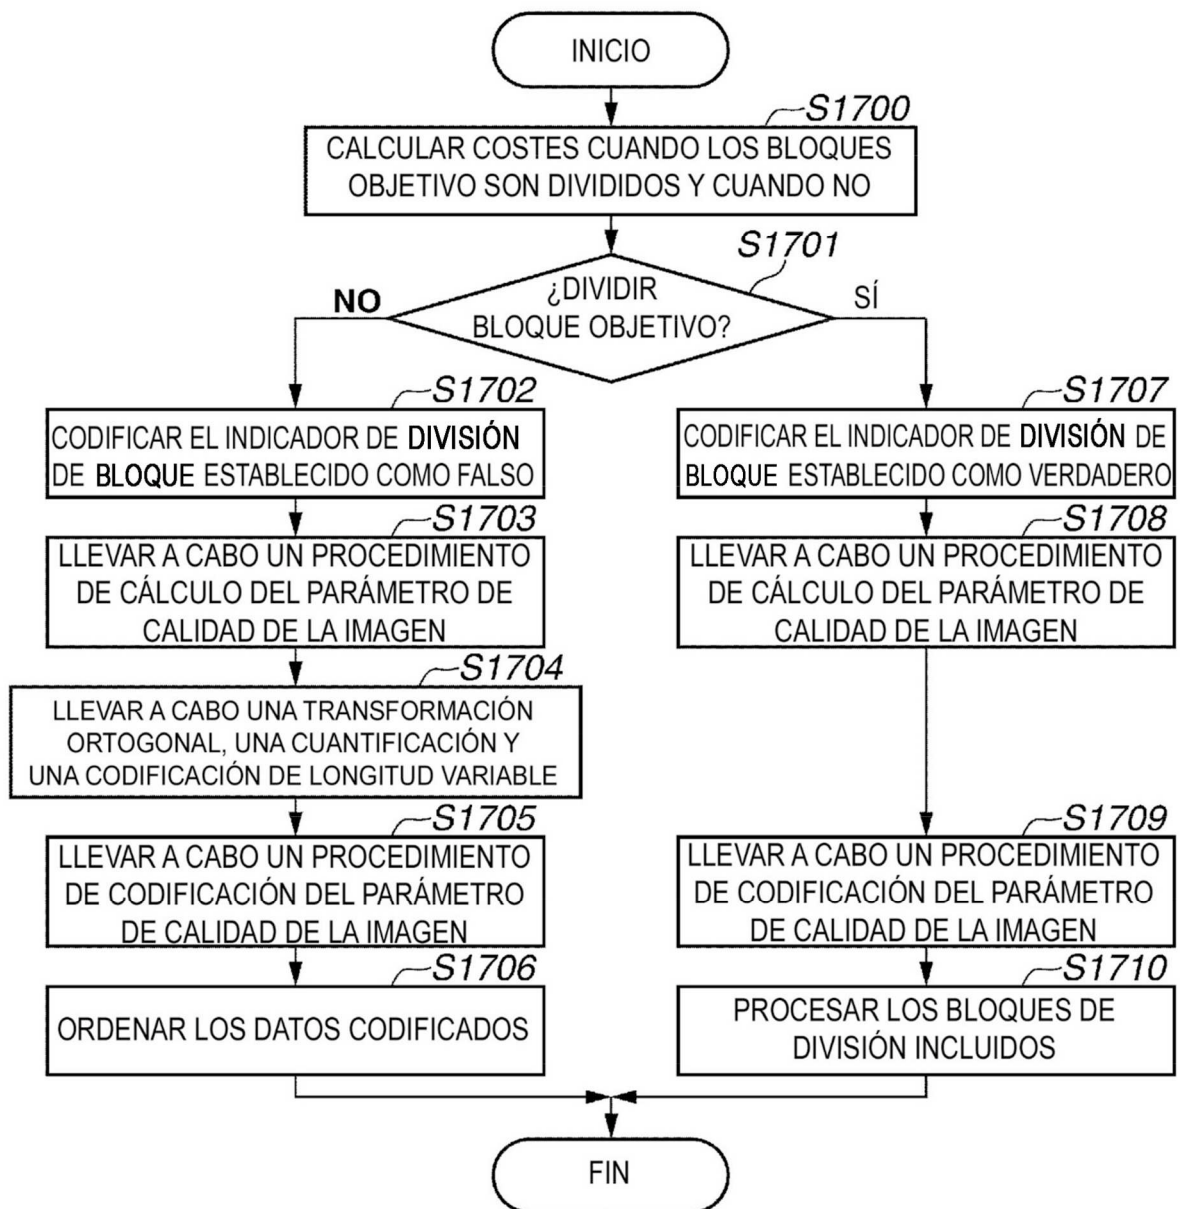 INICIO
S1700
CALCULAR COSTES CUANDO LOS BLOQUES
OBJETIVO SON DIVIDIDOS Y CUANDO NO
S1701
¿DIVIDIR
BLOQUE OBJETIVO?
NO
SÍ
S1702
CODIFICAR EL INDICADOR DE DIVISIÓN
DE BLOQUE ESTABLECIDO COMO FALSO
S1703
LLEVAR A CABO UN PROCEDIMIENTO
DE CÁLCULO DEL PARÁMETRO DE
CALIDAD DE LA IMAGEN
S1704
LLEVAR A CABO UNA TRANSFORMACIÓN
ORTOGONAL, UNA CUANTIFICACIÓN Y
UNA CODIFICACIÓN DE LONGITUD VARIABLE
S1705
LLEVAR A CABO UN PROCEDIMIENTO
DE CODIFICACIÓN DEL PARÁMETRO
DE CALIDAD DE LA IMAGEN
S1706
ORDENAR LOS DATOS CODIFICADOS
S1707
CODIFICAR EL INDICADOR DE DIVISIÓN DE
BLOQUE ESTABLECIDO COMO VERDADERO
S1708
LLEVAR A CABO UN PROCEDIMIENTO
DE CÁLCULO DEL PARÁMETRO DE
CALIDAD DE LA IMAGEN
S1709
LLEVAR A CABO UN PROCEDIMIENTO
DE CODIFICACIÓN DEL PARÁMETRO
DE CALIDAD DE LA IMAGEN
S1710
PROCESAR LOS BLOQUES DE
DIVISIÓN INCLUIDOS
FIN